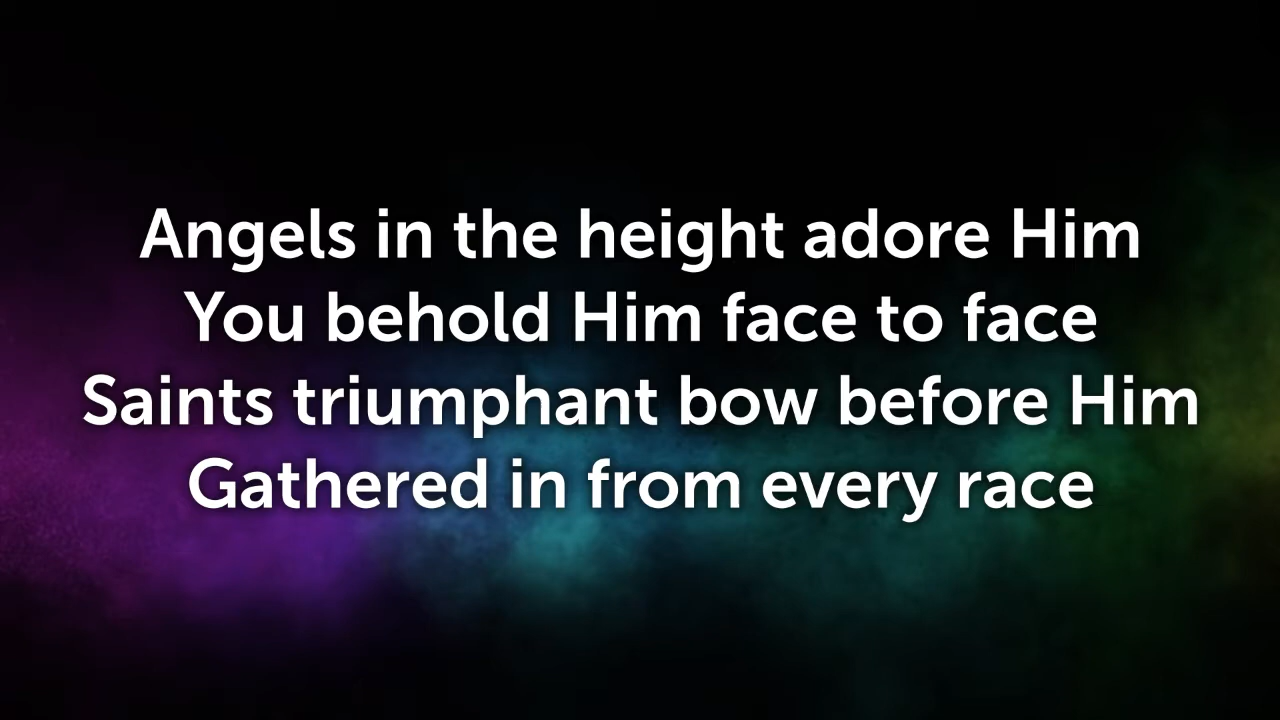 Angels in the height adore Him
You behold Him face to face
Saints triumphant bow before Him
Gathered in from every race